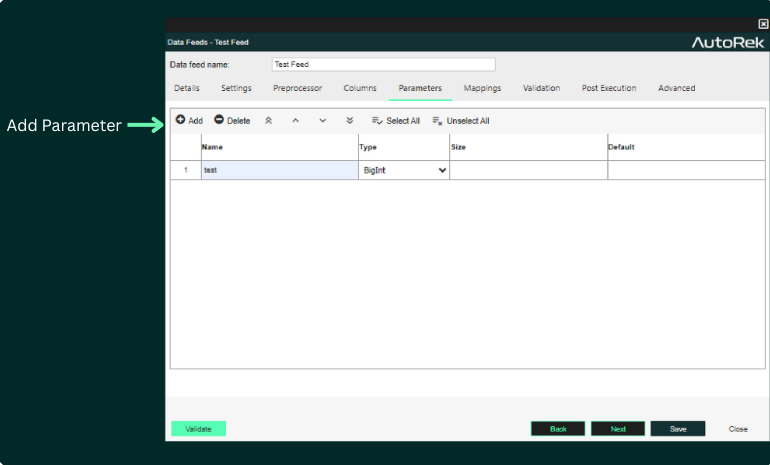 Data Feeds - Test Feed
AutoRek
Data feed name: Test Feed
Details Settings Preprocessor Columns Parameters Mappings Validation Post Execution Advanced
Add Parameter
Add Delete Select All Unselect All
Name Type Size Default
1 test BigInt
Validate Back Next Save Close